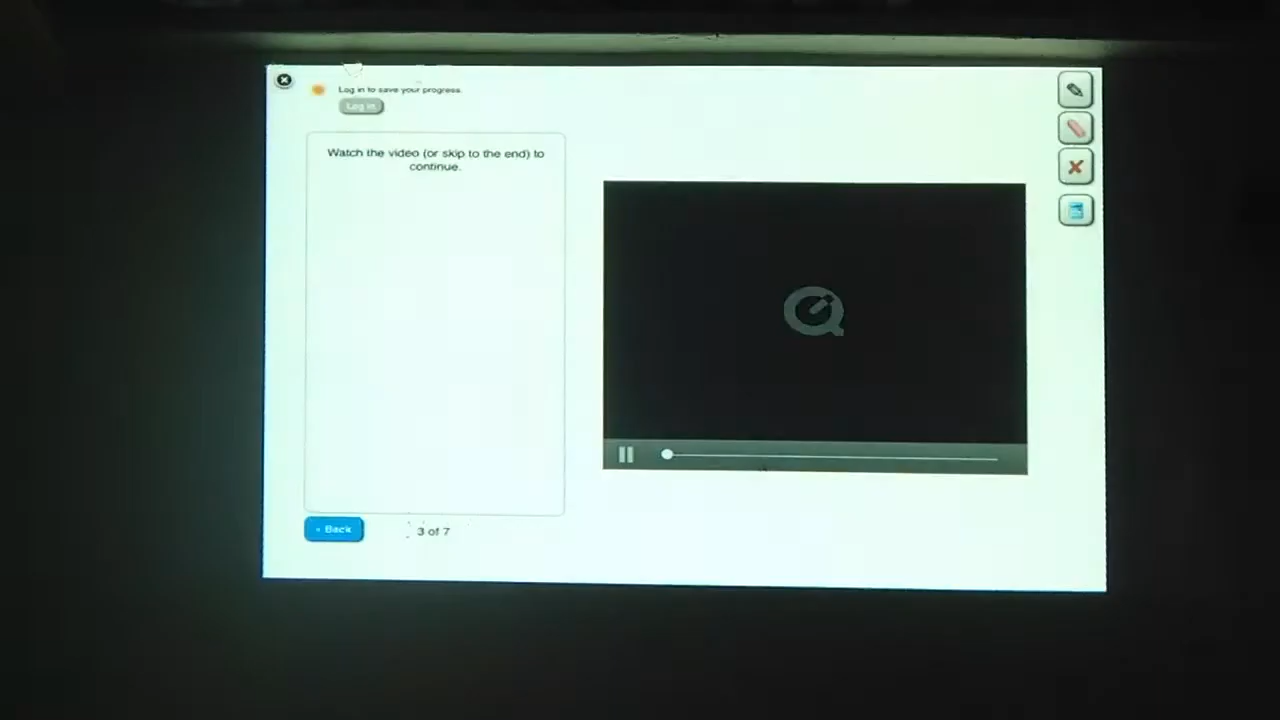 Log in to save your progress.
Log in
Watch the video (or skip to the end) to
continue.
Back
3 of 7